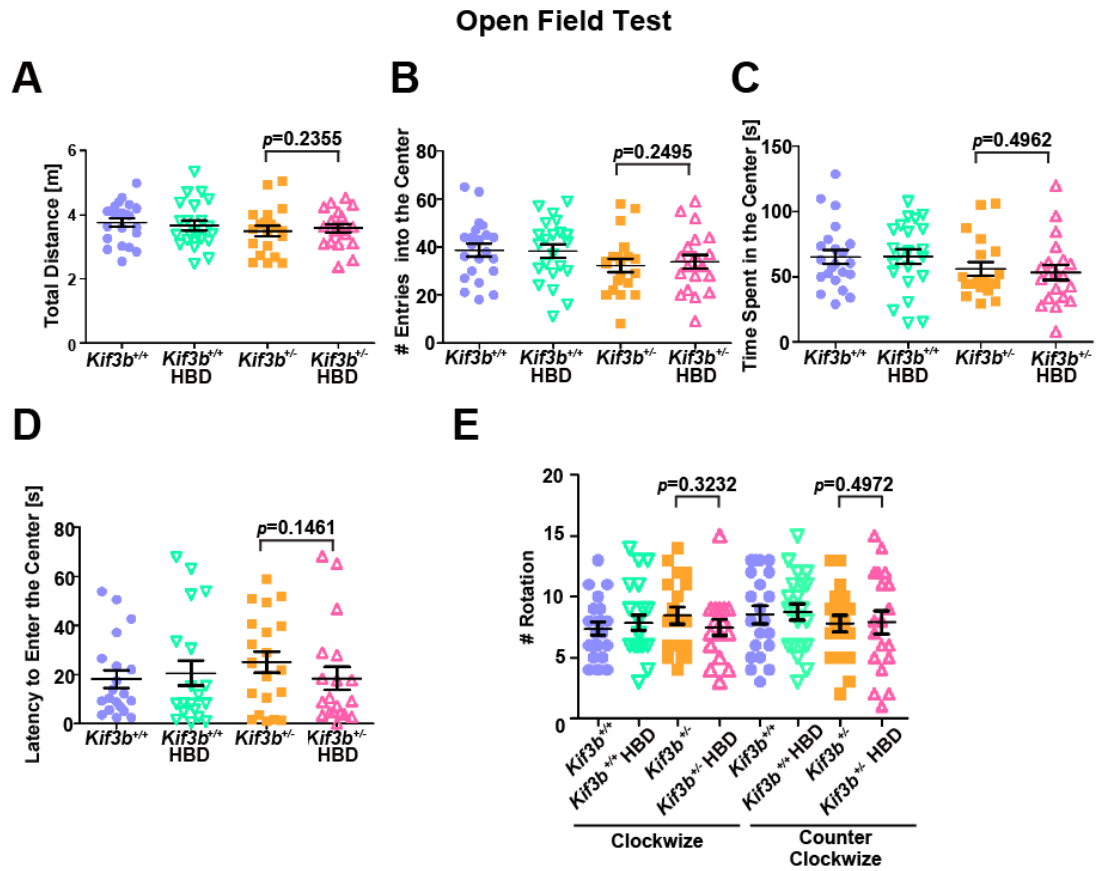 Open Field Test
A
Total Distance [m]
6
4
2
0
p=0.2355
Kif3b+/+
Kif3b+/+
HBD
Kif3b+/-
Kif3b+/-
HBD
B
# Entries into the Center
80
60
40
20
0
p=0.2495
Kif3b+/+
Kif3b+/+
HBD
Kif3b+/-
Kif3b+/-
HBD
C
Time Spent in the Center [s]
150
100
50
0
p=0.4962
Kif3b+/+
Kif3b+/+
HBD
Kif3b+/-
Kif3b+/-
HBD
D
Latency to Enter the Center [s]
80
60
40
20
0
p=0.1461
Kif3b+/+
Kif3b+/+
HBD
Kif3b+/-
Kif3b+/-
HBD
E
# Rotation
20
15
10
5
0
p=0.3232
p=0.4972
Kif3b+/+
Kif3b+/+ HBD
Kif3b+/-
Kif3b+/- HBD
Kif3b+/+
Kif3b+/+ HBD
Kif3b+/-
Kif3b+/- HBD
Clockwize
Counter
Clockwize